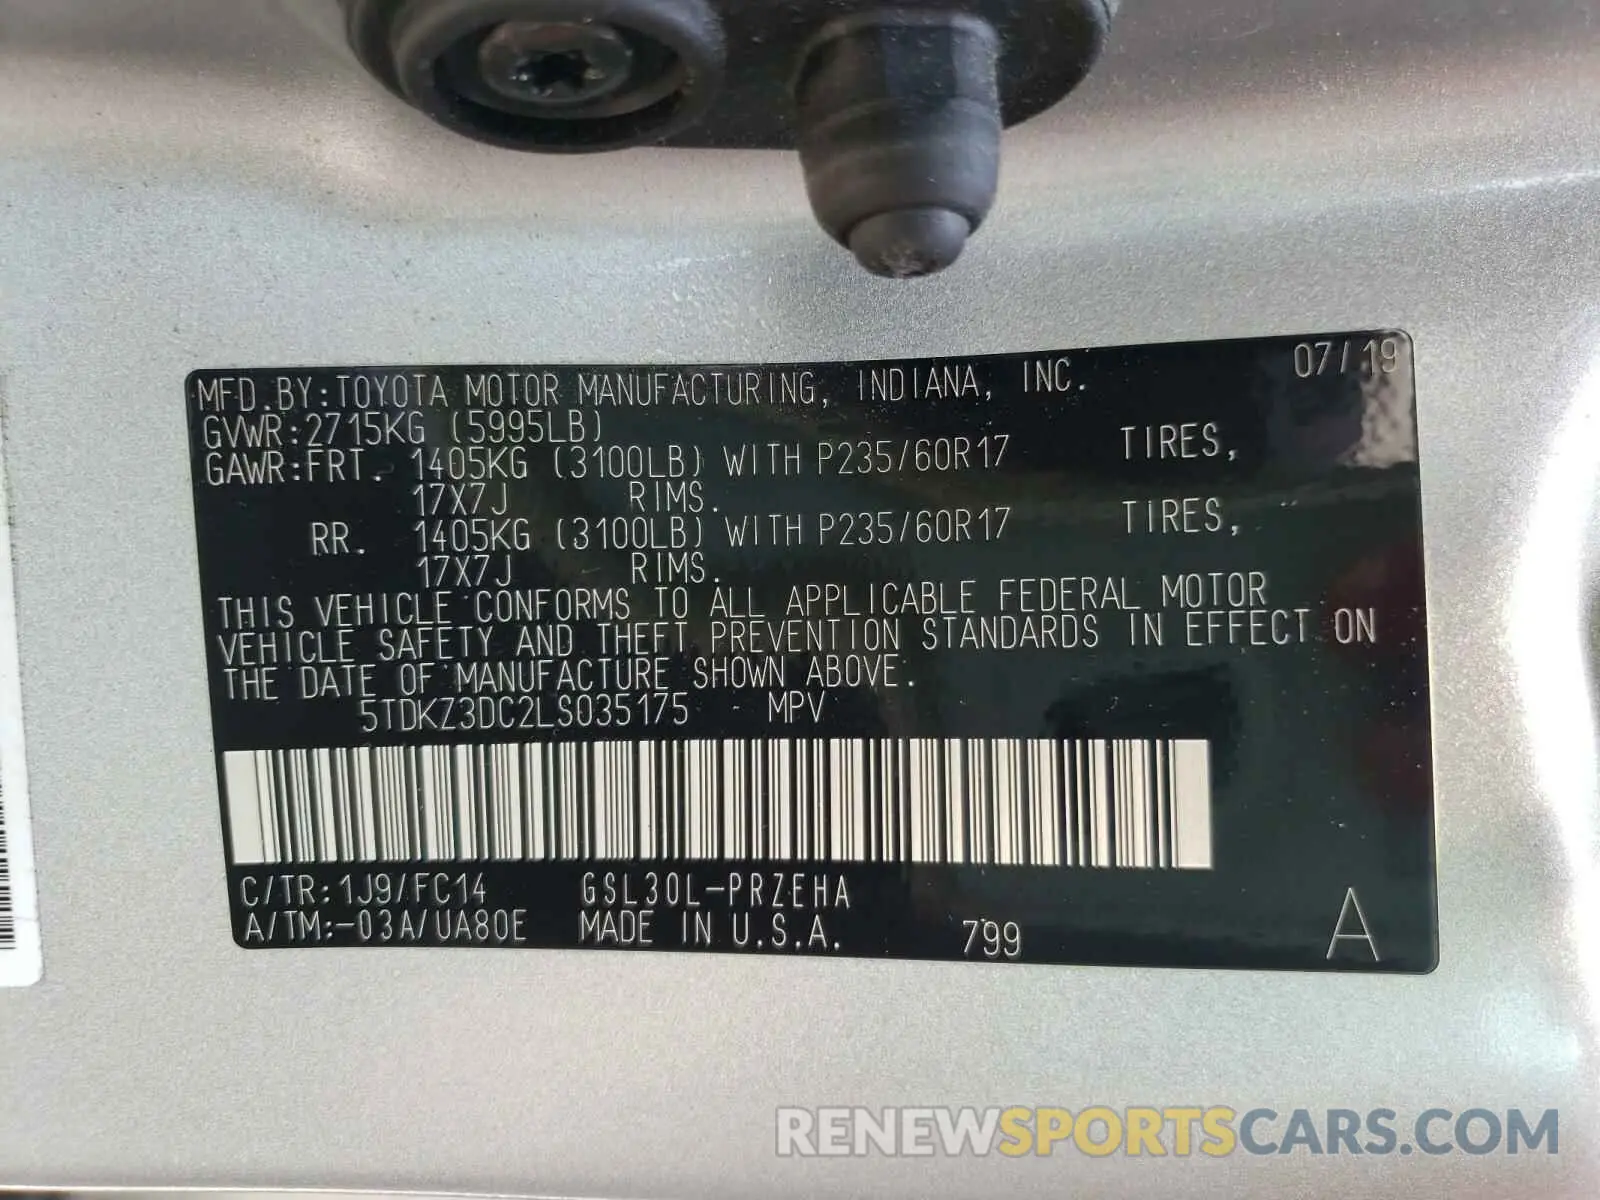 07/19
MFD.BY:TOYOTA MOTOR MANUFACTURING, INDIANA, INC.
GVWR:2715KG (5995LB)
GAWR:FRT. 1405KG (3100LB) WITH P235/60R17 TIRES,
17X7J RIMS.
RR. 1405KG (3100LB) WITH P235/60R17 TIRES,
17X7J RIMS.
THIS VEHICLE CONFORMS TO ALL APPLICABLE FEDERAL MOTOR
VEHICLE SAFETY AND THEFT PREVENTION STANDARDS IN EFFECT ON
THE DATE OF MANUFACTURE SHOWN ABOVE.
5TDKZ3DC2LS035175 MPV
C/TR:1J9/FC14 GSL30L-PRZEHA
A/TM:-03A/UA80E MADE IN U.S.A. 799 A
RENEWSPORTSCARS.COM